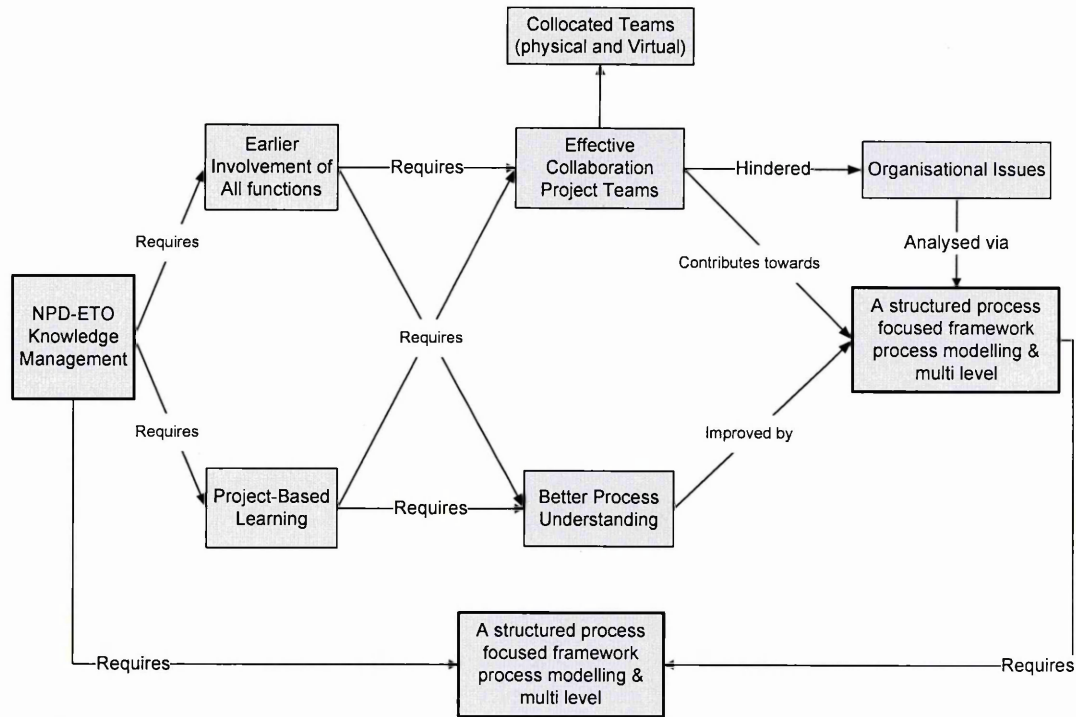 Collocated Teams
(physical and Virtual)
Earlier
Involvement of
All functions
Requires
Effective
Collaboration
Project Teams
Hindered
Organisational Issues
Requires
Contributes towards
Analysed via
NPD-ETO
Knowledge
Management
Requires
A structured process
focused framework
process modelling &
multi level
Requires
Improved by
Project-Based
Learning
Requires
Better Process
Understanding
Requires
A structured process
focused framework
process modelling &
multi level
Requires